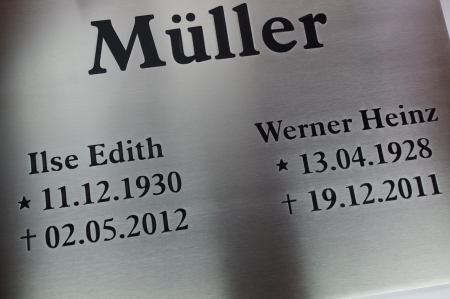 Müller
Ilse Edith
★ 11.12.1930
† 02.05.2012
Werner Heinz
★ 13.04.1928
† 19.12.2011